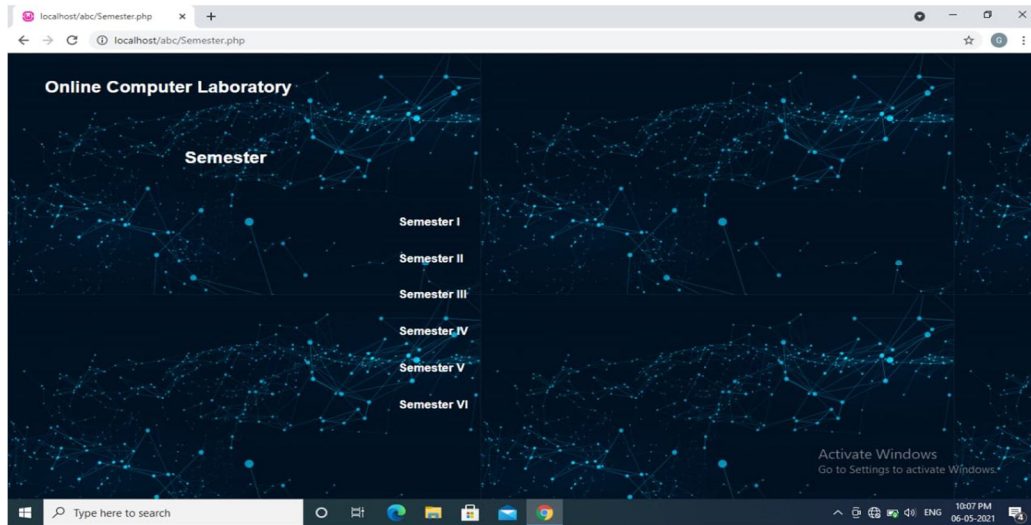 localhost/abc/Semester.php
localhost/abc/Semester.php
G
Online Computer Laboratory
Semester
Semester I
Semester II
Semester III
Semester IV
Semester V
Semester VI
Activate Windows
Go to Settings to activate Windows.
Type here to search
ENG
10:07 PM
06-05-2021
4